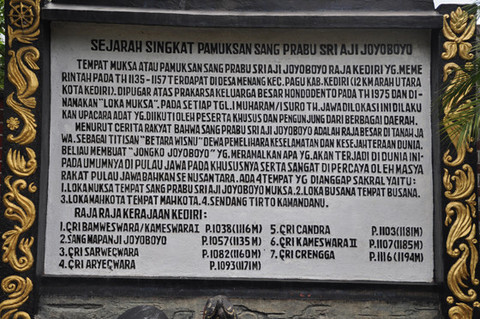 SEJARAH SINGKAT PAMUKSAN SANG PRABU SRI AJI JOYOBOYO
TEMPAT MUKSA ATAU PAMUKSAN SANG PRABU SRI AJI JOYOBOYO RAJA KEDIRI YG. MEME
RINTAH PADA TH 1135 - 1157 TERDAPAT DI DESA MENANG KEC. PAGU KAB. KEDIRI (12 KM ARAH UTARA
KOTA KEDIRI). DIPUGAR ATAS PRAKARSA KELUARGA BESAR HONDODENTO PADA TH 1975 DAN DI-
NAMAKAN "LOKA MUKSA". PADA SETIAP TGL. 1 MUHARAM / 1 SURO TH. JAWA DILOKASI INI DILAKU
KAN UPACARA ADAT YG. DIIKUTI OLEH PESERTA KHUSUS DAN PENGUNJUNG DARI BERBAGAI DAERAH.
MENURUT CERITA RAKYAT BAHWA SANG PRABU SRI AJI JOYOBOYO ADALAH RAJA BESAR DI TANAH JA
WA. SEBAGAI TITISAN "BETARA WISNU" DEWA PEMELIHARA KESELAMATAN DAN KESEJAHTERAAN DUNIA.
BELIAU MEMBUAT "JONGKO JOYOBOYO" YG. MERAMALKAN APA YG. AKAN TERJADI DI DUNIA INI-
PADA UMUMNYA DI PULAU JAWA PADA KHUSUSNYA SERTA SANGAT DI PERCAYA OLEH MASYA
RAKAT PULAU JAWA BAHKAN SE NUSANTARA. ADA 4 TEMPAT YG DIANGGAP SAKRAL YAITU:
1. LOKA MUKSA TEMPAT SANG PRABU SRI AJI JOYOBOYO MUKSA. 2. LOKA BUSANA TEMPAT BUSANA.
3. LOKA MAHKOTA TEMPAT MAHKOTA. 4. SENDANG TIRTO KAMANDANU.
RAJA RAJA KERAJAAN KEDIRI:
1. ÇRI BAMWESWARA / KAMESWARA I P.1038 (1116 M)
2. SANG MAPANJI JOYOBOYO P.1057 (1135 M)
3. ÇRI SARWEÇWARA P.1082 (1160 M)
4. ÇRI ARYEÇWARA P.1093 (1171 M)
5. ÇRI CANDRA P.1103 (1181 M)
6. ÇRI KAMESWARA II P.1107 (1185 M)
7. ÇRI CRENGGA P.1116 (1194 M)